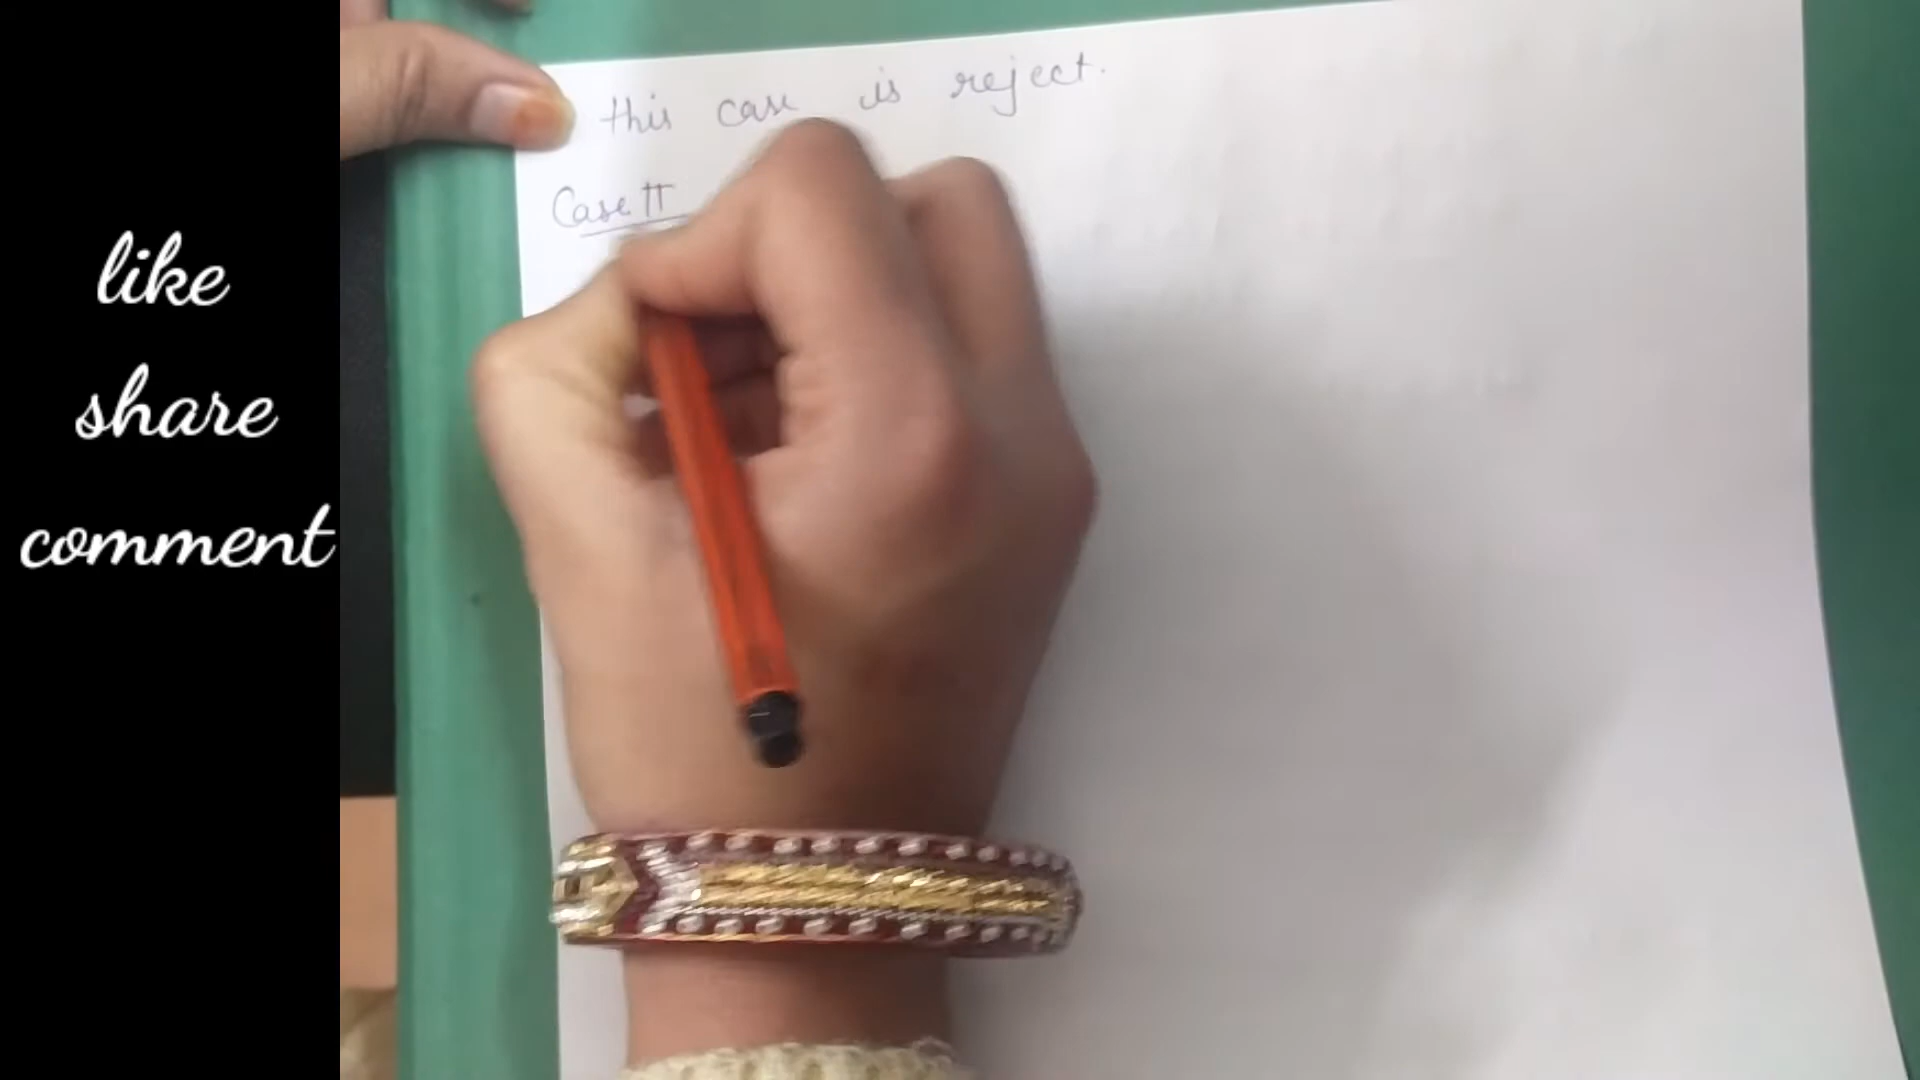 like
share
comment
this case is reject.
Case II